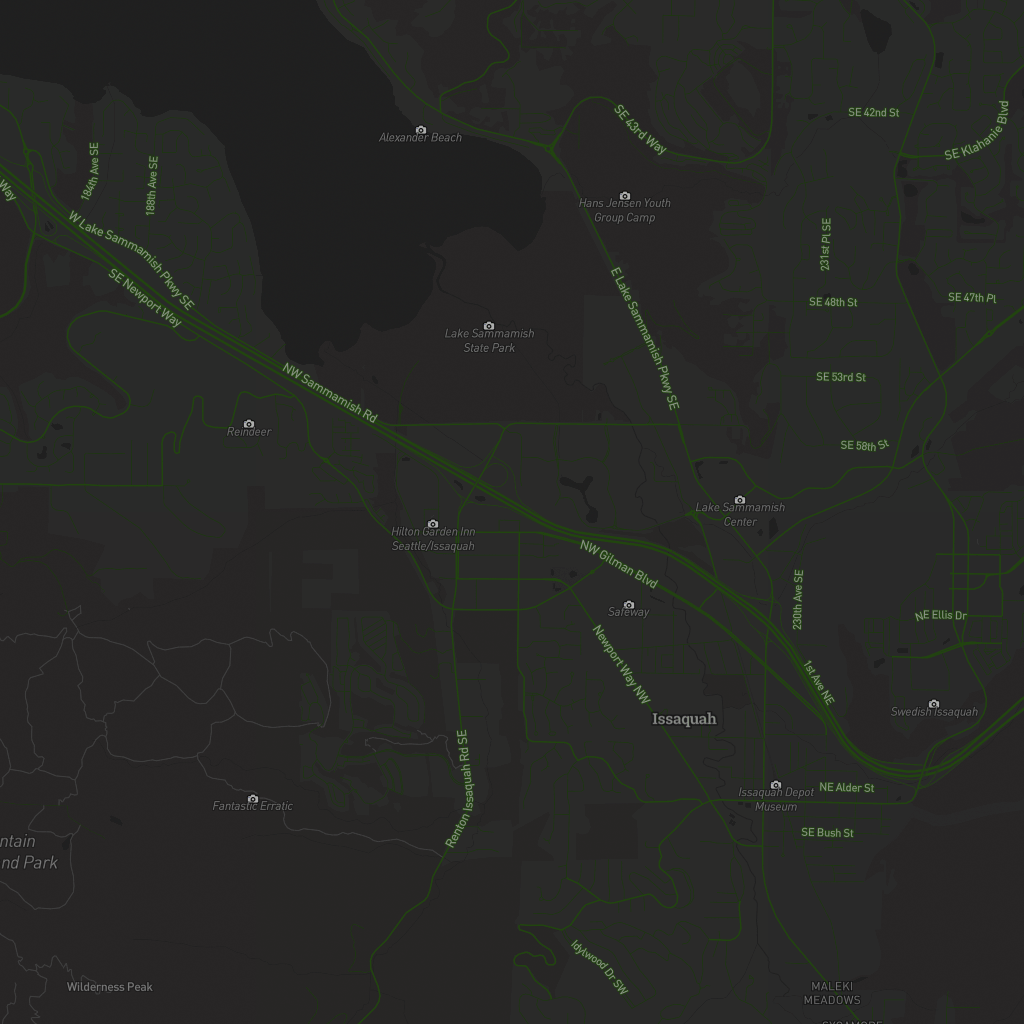 SE 42nd St
SE Klahanie Blvd
SE 43rd Way
Alexander Beach
184th Ave SE
188th Ave SE
Way
Hans Jensen Youth
Group Camp
W Lake Sammamish Pkwy SE
231st Pl SE
SE Newport Way
E Lake Sammamish Pkwy SE
SE 47th Pl
SE 48th St
Lake Sammamish
State Park
NW Sammamish Rd
SE 53rd St
Reindeer
SE 58th St
Lake Sammamish
Center
Hilton Garden Inn
Seattle/Issaquah
NW Gilman Blvd
230th Ave SE
Safeway
NE Ellis Dr
Newport Way NW
1st Ave NE
Swedish Issaquah
Issaquah
Renton Issaquah Rd SE
NE Alder St
Issaquah Depot
Museum
Fantastic Erratic
SE Bush St
ntain
nd Park
Idylwood Dr SW
Wilderness Peak
MALEKI
MEADOWS
SYCAMORE